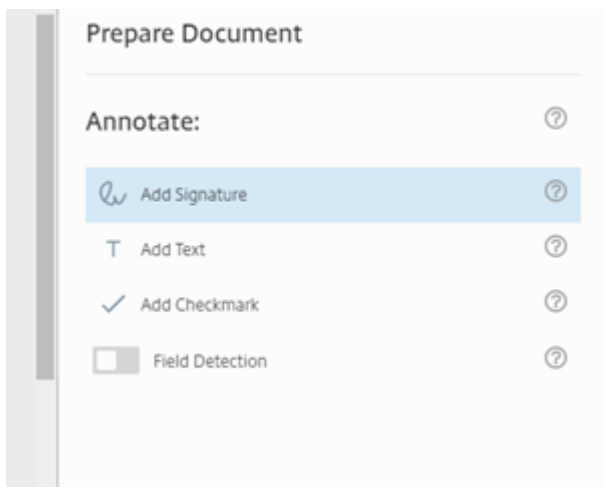 Prepare Document
Annotate:
Add Signature
Add Text
Add Checkmark
Field Detection